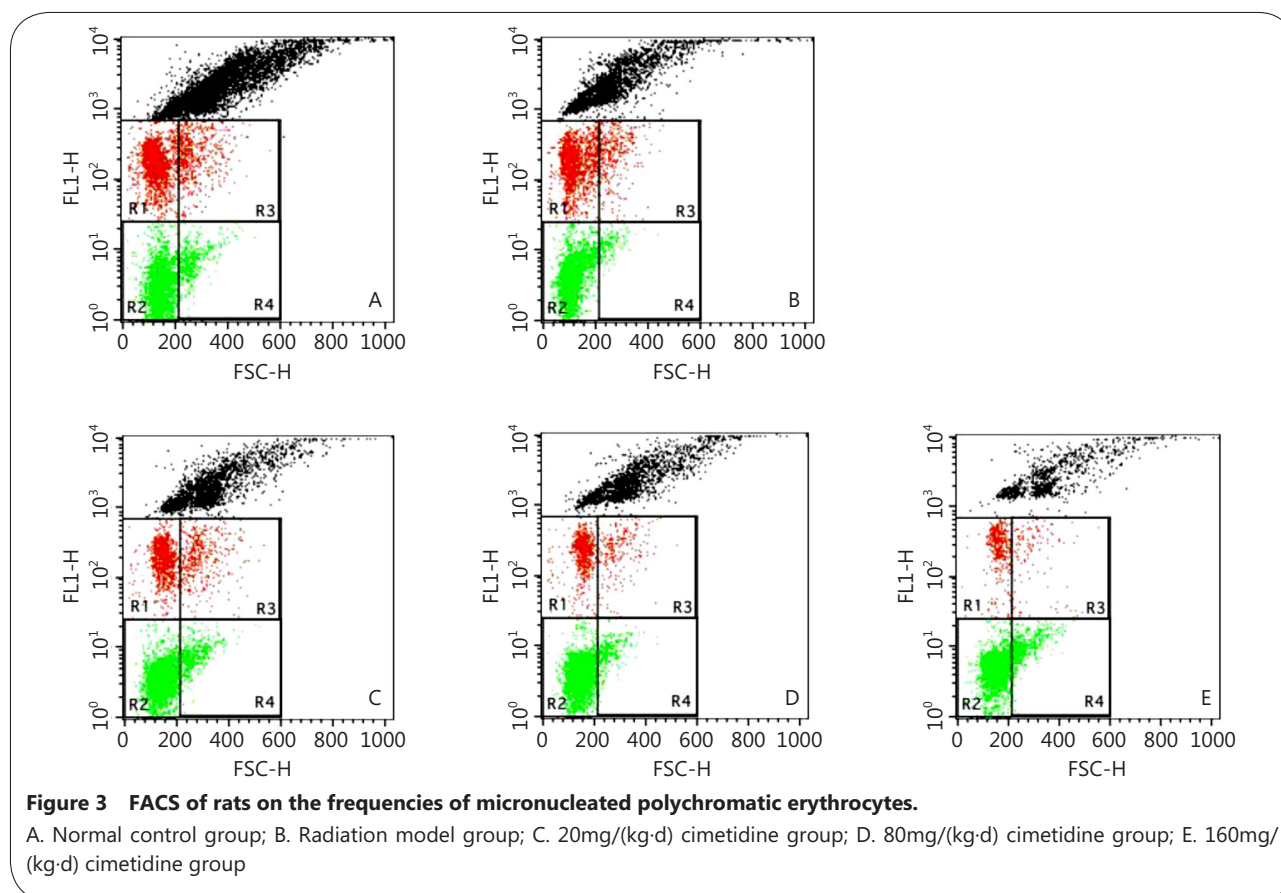 10⁴
10³
10²
10¹
10⁰
FL1-H
R1
R3
R2
R4
A
0 200 400 600 800 1000
FSC-H
10⁴
10³
10²
10¹
10⁰
FL1-H
R1
R3
R2
R4
B
0 200 400 600 800 1000
FSC-H
10⁴
10³
10²
10¹
10⁰
FL1-H
R1
R3
R2
R4
C
0 200 400 600 800 1000
FSC-H
10⁴
10³
10²
10¹
10⁰
FL1-H
R1
R3
R2
R4
D
0 200 400 600 800 1000
FSC-H
10⁴
10³
10²
10¹
10⁰
FL1-H
R1
R3
R2
R4
E
0 200 400 600 800 1000
FSC-H
Figure 3 FACS of rats on the frequencies of micronucleated polychromatic erythrocytes.
A. Normal control group; B. Radiation model group; C. 20mg/(kg·d) cimetidine group; D. 80mg/(kg·d) cimetidine group; E. 160mg/
(kg·d) cimetidine group